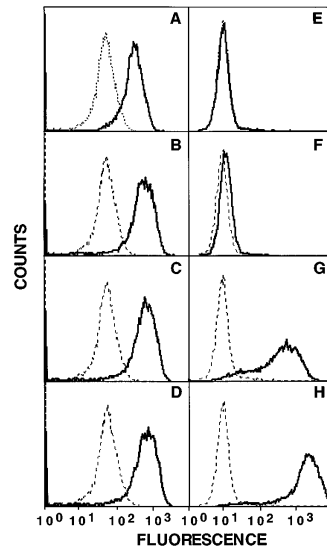 A
E
B
F
C
G
D
H
COUNTS
10⁰ 10¹ 10² 10³ 10⁰ 10¹ 10² 10³
FLUORESCENCE